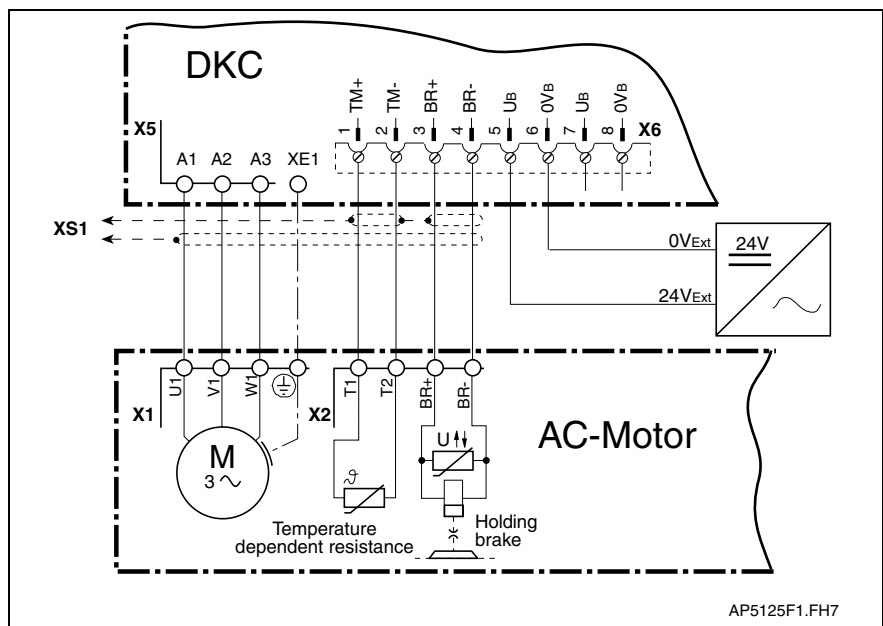 DKC
TM+ TM- BR+ BR- UB 0VB UB 0VB
X5
1 2 3 4 5 6 7 8 X6
A1 A2 A3 XE1
XS1
0VExt 24V
24VExt
U1 V1 W1
T1 T2 BR+ BR-
X1 X2
M
3
U
AC-Motor
ϑ
Temperature
dependent resistance
Holding
brake
AP5125F1.FH7